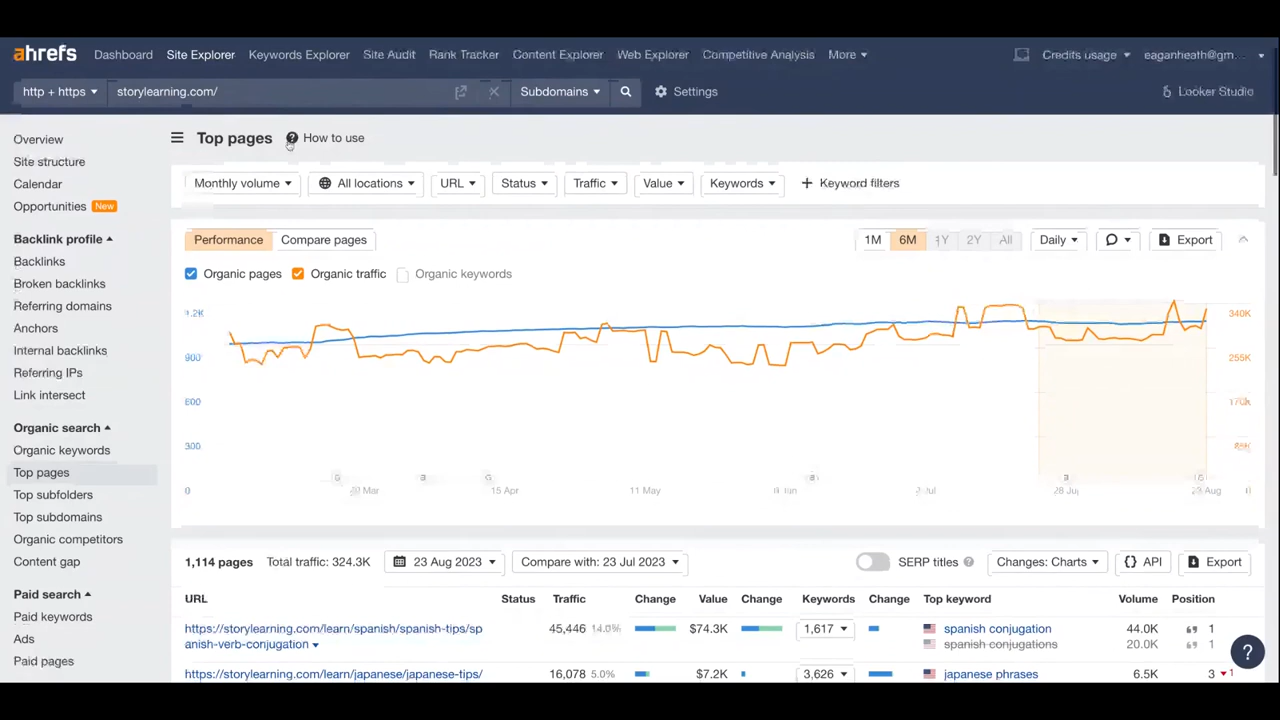 ahrefs Dashboard Site Explorer Keywords Explorer Site Audit Rank Tracker Content Explorer Web Explorer Competitive Analysis More Credits usage eaganheath@gm...
http + https storylearning.com/ Subdomains Settings Looker Studio
Overview
Site structure
Calendar
Opportunities New
Backlink profile
Backlinks
Broken backlinks
Referring domains
Anchors
Internal backlinks
Referring IPs
Link intersect
Organic search
Organic keywords
Top pages
Top subfolders
Top subdomains
Organic competitors
Content gap
Paid search
Paid keywords
Ads
Paid pages
Top pages ? How to use
Monthly volume All locations URL Status Traffic Value Keywords + Keyword filters
Performance Compare pages 1M 6M 1Y 2Y All Daily Export
Organic pages Organic traffic Organic keywords
1.2K 340K
900 255K
600 170K
300
0 15 Apr 11 May 28 Jul 23 Aug 0
1,114 pages Total traffic: 324.3K 23 Aug 2023 Compare with: 23 Jul 2023 SERP titles ? Changes: Charts {} API Export
URL Status Traffic Change Value Change Keywords Change Top keyword Volume Position
https://storylearning.com/learn/spanish/spanish-tips/sp 45,446 14.0% $74.3K 1,617 spanish conjugation 44.0K 1
anish-verb-conjugation spanish conjugations 20.0K 1
https://storylearning.com/learn/japanese/japanese-tips/ 16,078 5.0% $7.2K 3,626 japanese phrases 6.5K 3 1
?